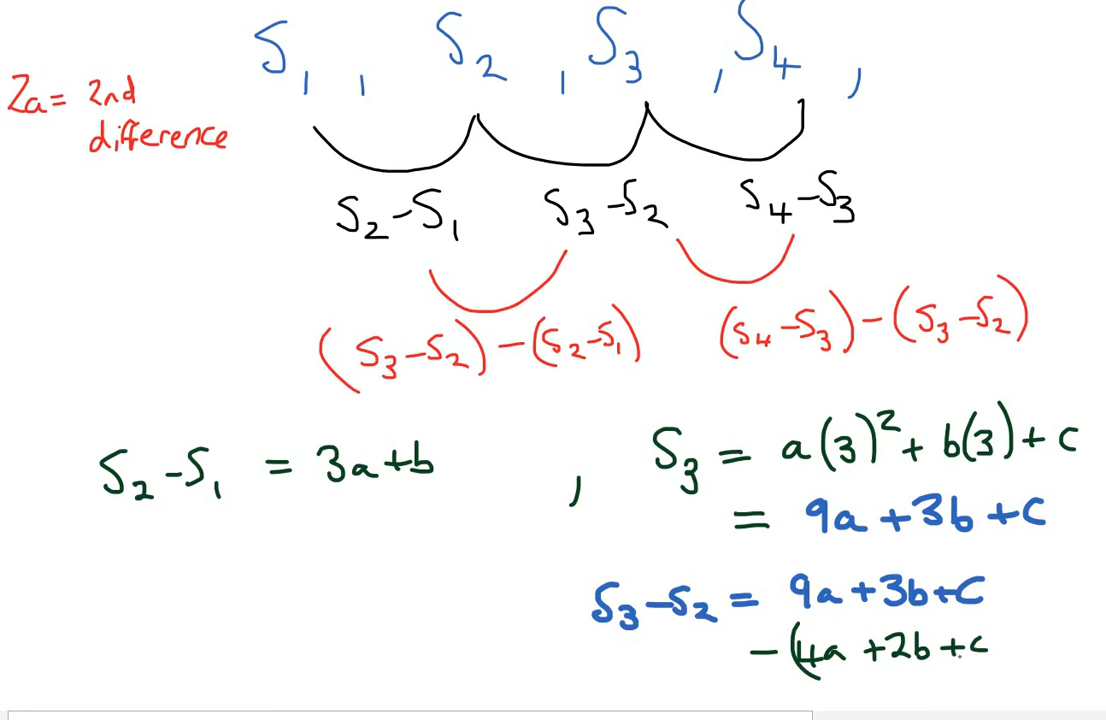 S₁ , S₂ , S₃ , S₄ ,
2a = 2nd
difference
S₂-S₁ S₃-S₂ S₄-S₃
(S₃-S₂)-(S₂-S₁) (S₄-S₃)-(S₃-S₂)
S₂-S₁ = 3a+b , S₃ = a(3)²+ b(3)+c
= 9a+3b+c
S₃-S₂ = 9a+3b+c
-(4a+2b+c